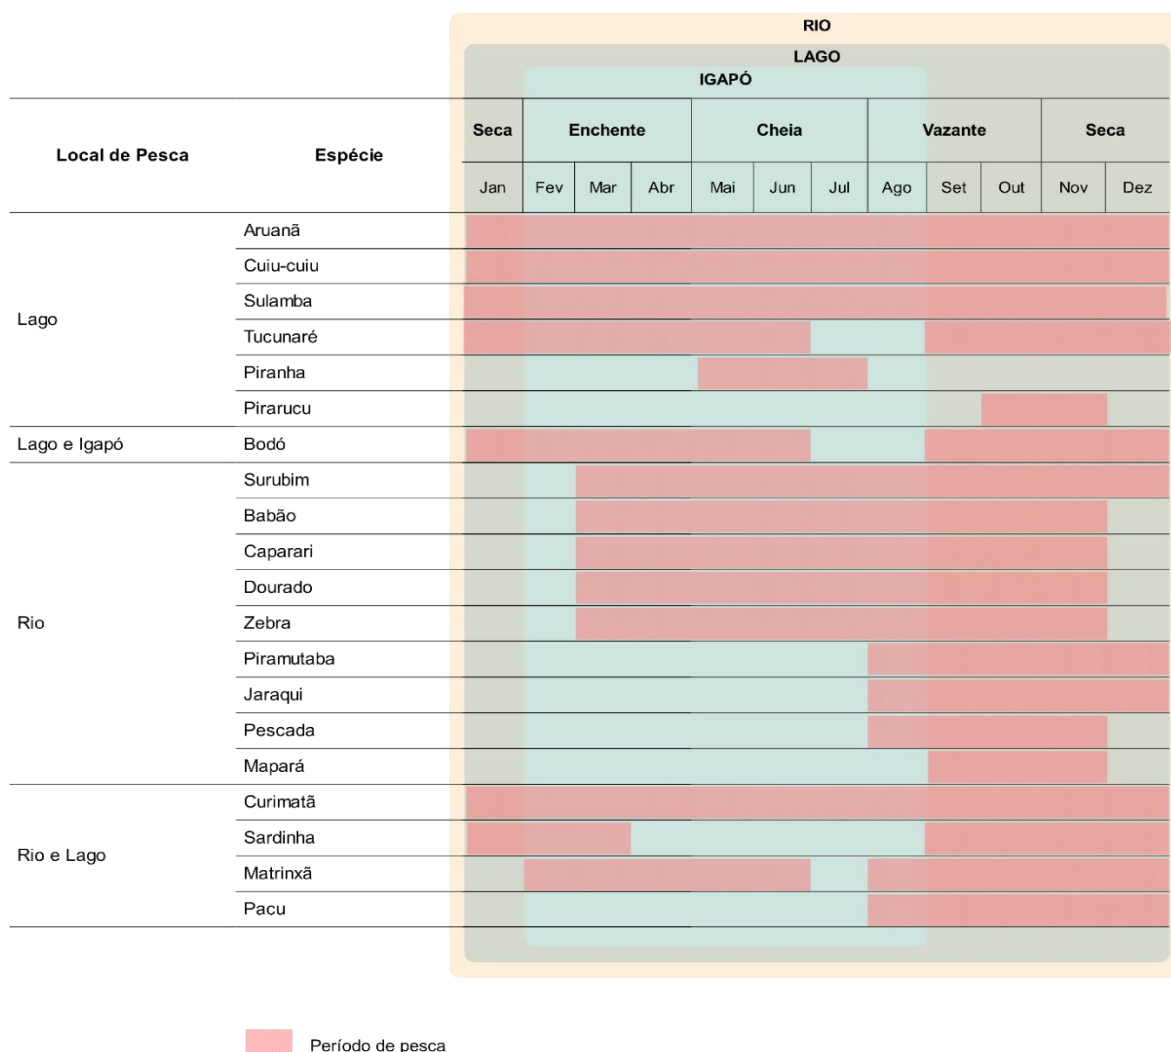 RIO
LAGO
IGAPÓ
Local de Pesca Espécie Seca Enchente Cheia Vazante Seca
Jan Fev Mar Abr Mai Jun Jul Ago Set Out Nov Dez
Lago
Aruanã
Cuiu-cuiu
Sulamba
Tucunaré
Piranha
Pirarucu
Lago e Igapó Bodó
Rio
Surubim
Babão
Caparari
Dourado
Zebra
Piramutaba
Jaraqui
Pescada
Mapará
Rio e Lago
Curimatã
Sardinha
Matrinxã
Pacu
Período de pesca